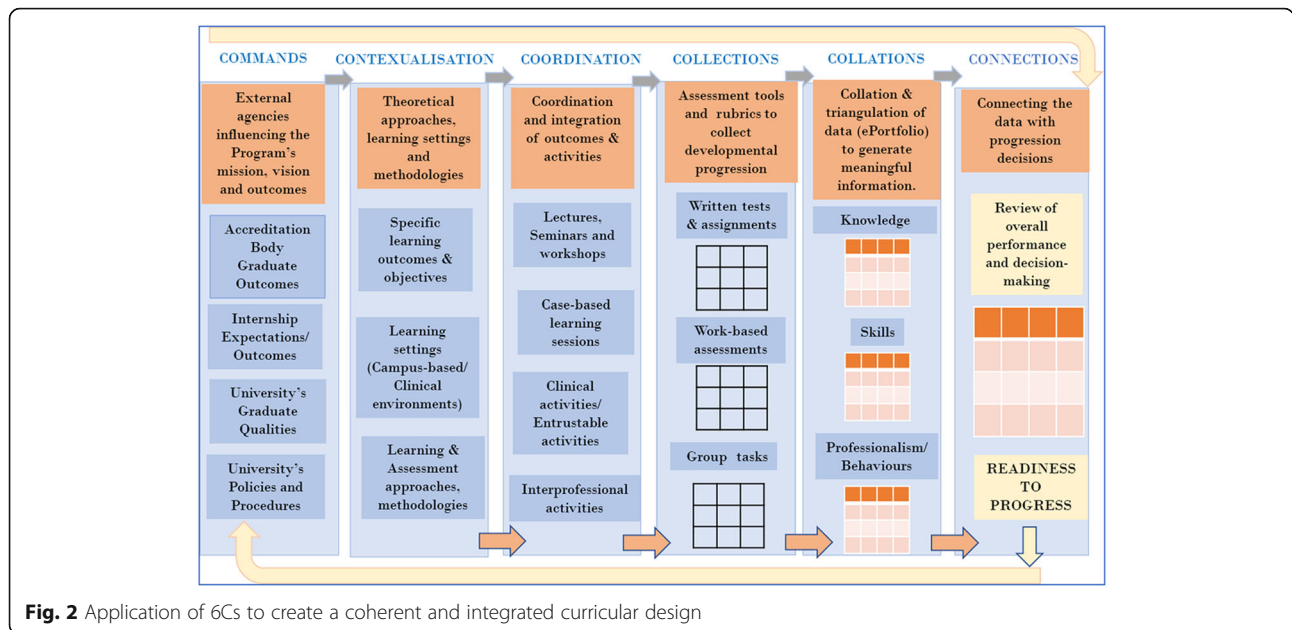 COMMANDS
CONTEXUALISATION
COORDINATION
COLLECTIONS
COLLATIONS
CONNECTIONS
External
agencies
influencing the
Program's
mission, vision
and outcomes
Accreditation
Body
Graduate
Outcomes
Internship
Expectations/
Outcomes
University's
Graduate
Qualities
University's
Policies and
Procedures
Theoretical
approaches,
learning settings
and
methodologies
Specific
learning
outcomes &
objectives
Learning
settings
(Campus-based/
Clinical
environments)
Learning &
Assessment
approaches,
methodologies
Coordination
and integration
of outcomes &
activities
Lectures,
Seminars and
workshops
Case-based
learning
sessions
Clinical
activities/
Entrustable
activities
Interprofessional
activities
Assessment tools
and rubrics to
collect
developmental
progression
Written tests
& assignments
Work-based
assessments
Group tasks
Collation &
triangulation of
data (ePortfolio)
to generate
meaningful
information.
Knowledge
Skills
Professionalism/
Behaviours
Connecting the
data with
progression
decisions
Review of
overall
performance
and decision-
making
READINESS
TO
PROGRESS
Fig. 2 Application of 6Cs to create a coherent and integrated curricular design